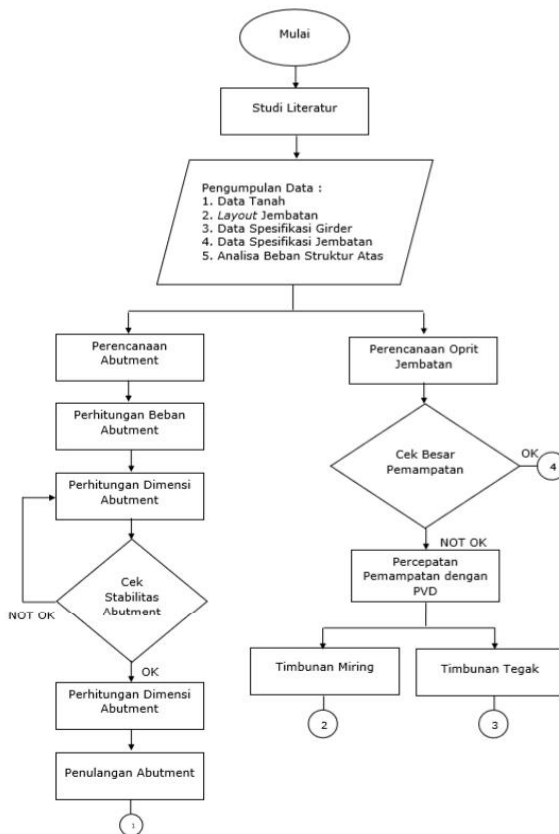 Mulai
Studi Literatur
Pengumpulan Data :
1. Data Tanah
2. Layout Jembatan
3. Data Spesifikasi Girder
4. Data Spesifikasi Jembatan
5. Analisa Beban Struktur Atas
Perencanaan
Abutment
Perhitungan Beban
Abutment
Perhitungan Dimensi
Abutment
Cek
Stabilitas
Abutment
NOT OK
OK
Perhitungan Dimensi
Abutment
Penulangan Abutment
1
Perencanaan Oprit
Jembatan
Cek Besar
Pemampatan
OK
4
NOT OK
Percepatan
Pemampatan dengan
PVD
Timbunan Miring
2
Timbunan Tegak
3